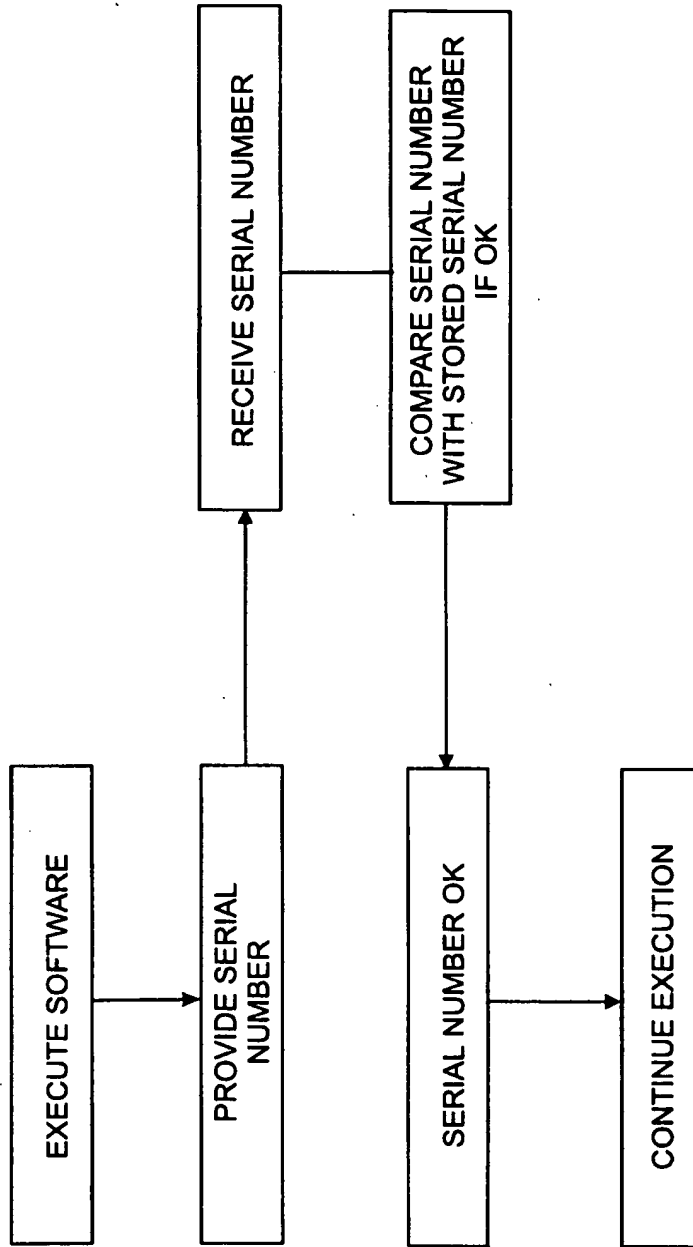 EXECUTE SOFTWARE
PROVIDE SERIAL
NUMBER
RECEIVE SERIAL NUMBER
COMPARE SERIAL NUMBER
WITH STORED SERIAL NUMBER
IF OK
SERIAL NUMBER OK
CONTINUE EXECUTION